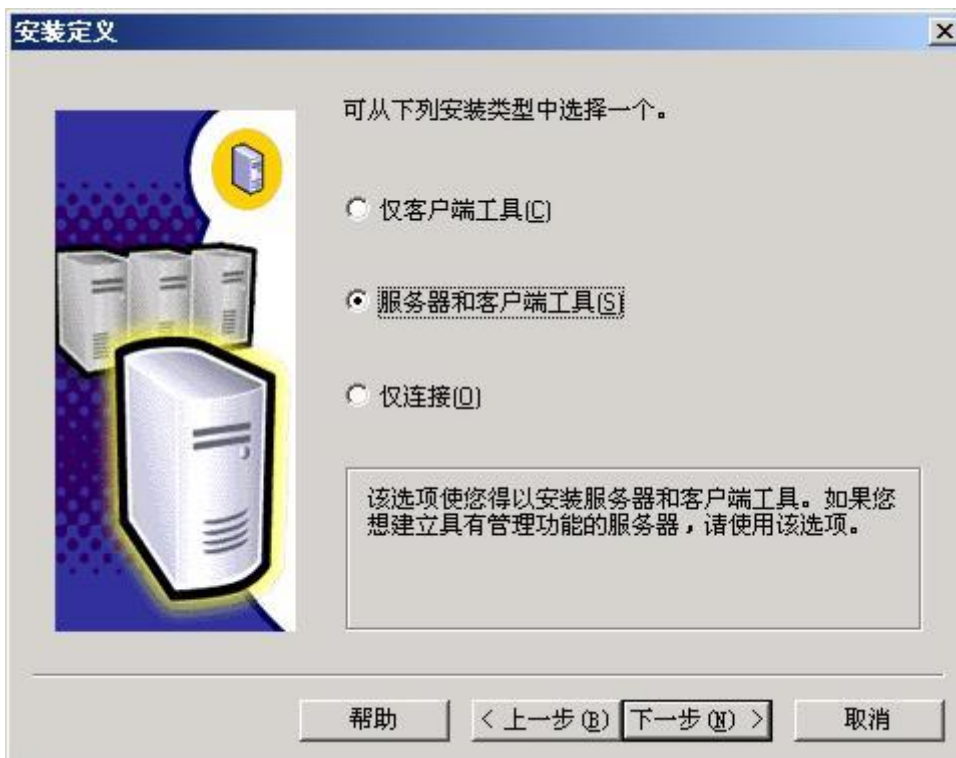 安装定义
可从下列安装类型中选择一个。
仅客户端工具(C)
服务器和客户端工具(S)
仅连接(O)
该选项使您得以安装服务器和客户端工具。如果您
想建立具有管理功能的服务器，请使用该选项。
帮助
< 上一步(B)
下一步(N) >
取消